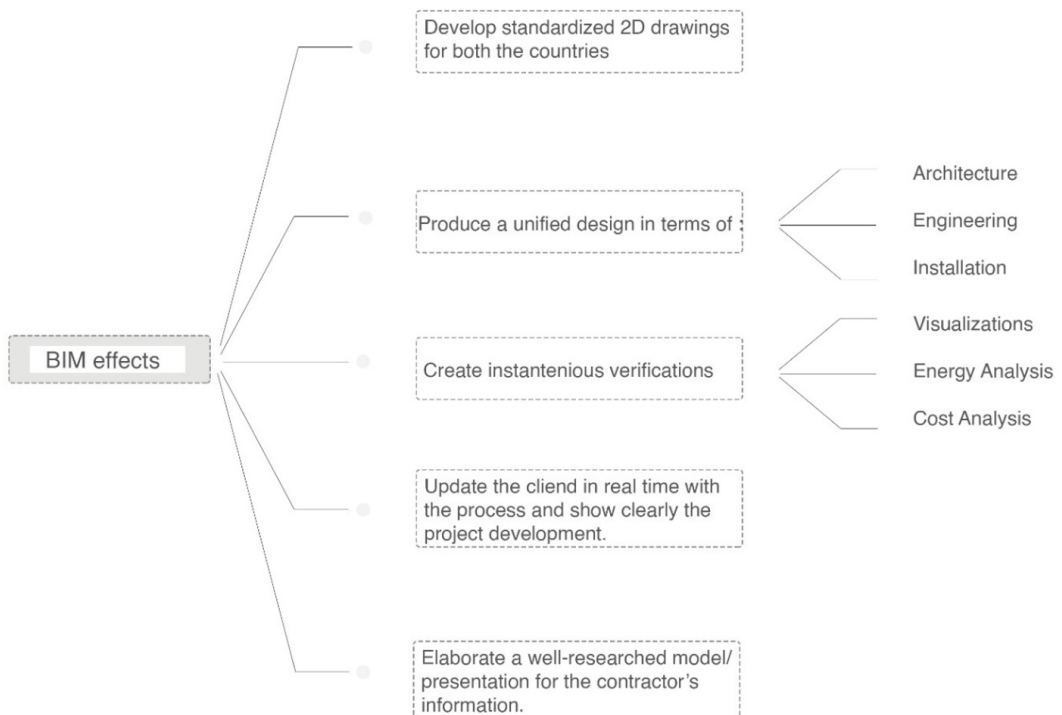 Develop standardized 2D drawings
for both the countries
Produce a unified design in terms of :
Architecture
Engineering
Installation
BIM effects
Create instantenious verifications
Visualizations
Energy Analysis
Cost Analysis
Update the cliend in real time with
the process and show clearly the
project development.
Elaborate a well-researched model/
presentation for the contractor's
information.